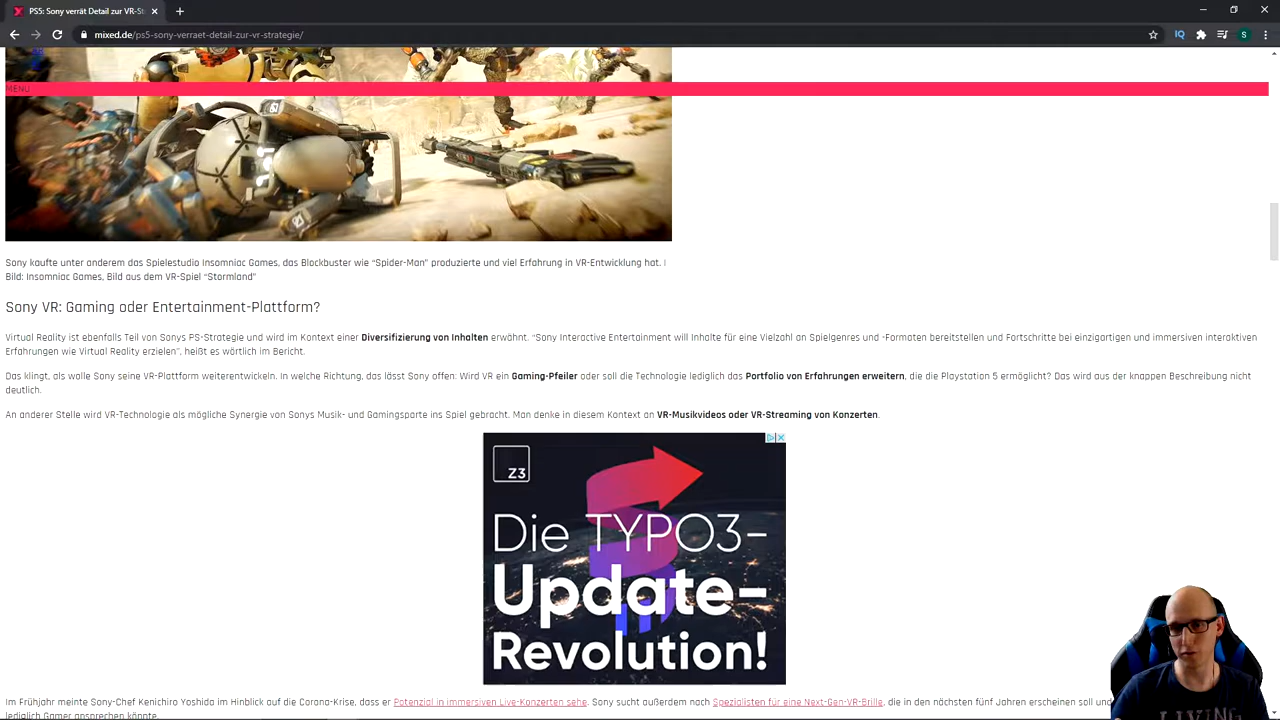 PS5: Sony verrät Detail zur VR-St
mixed.de/ps5-sony-verraet-detail-zur-vr-strategie/
IQ
S
MENU
Sony kaufte unter anderem das Spielestudio Insomniac Games, das Blockbuster wie “Spider-Man” produzierte und viel Erfahrung in VR-Entwicklung hat. |
Bild: Insomniac Games, Bild aus dem VR-Spiel “Stormland”
Sony VR: Gaming oder Entertainment-Plattform?
Virtual Reality ist ebenfalls Teil von Sonys PS-Strategie und wird im Kontext einer Diversifizierung von Inhalten erwähnt. “Sony Interactive Entertainment will Inhalte für eine Vielzahl an Spielgenres und -Formaten bereitstellen und Fortschritte bei einzigartigen und immersiven interaktiven
Erfahrungen wie Virtual Reality erzielen”, heißt es wörtlich im Bericht.
Das klingt, als wolle Sony seine VR-Plattform weiterentwickeln. In welche Richtung, das lässt Sony offen: Wird VR ein Gaming-Pfeiler oder soll die Technologie lediglich das Portfolio von Erfahrungen erweitern, die die Playstation 5 ermöglicht? Das wird aus der knappen Beschreibung nicht
deutlich.
An anderer Stelle wird VR-Technologie als mögliche Synergie von Sonys Musik- und Gamingsparte ins Spiel gebracht. Man denke in diesem Kontext an VR-Musikvideos oder VR-Streaming von Konzerten.
Z3
Die TYPO3-
Update-
Revolution!
Im Frühjahr meinte Sony-Chef Kenichiro Yoshida im Hinblick auf die Corona-Krise, dass er Potenzial in immersiven Live-Konzerten sehe. Sony sucht außerdem nach Spezialisten für eine Next-Gen-VR-Brille, die in den nächsten fünf Jahren erscheinen soll und
lediglich Gamer ansprechen könnte.
LIVING